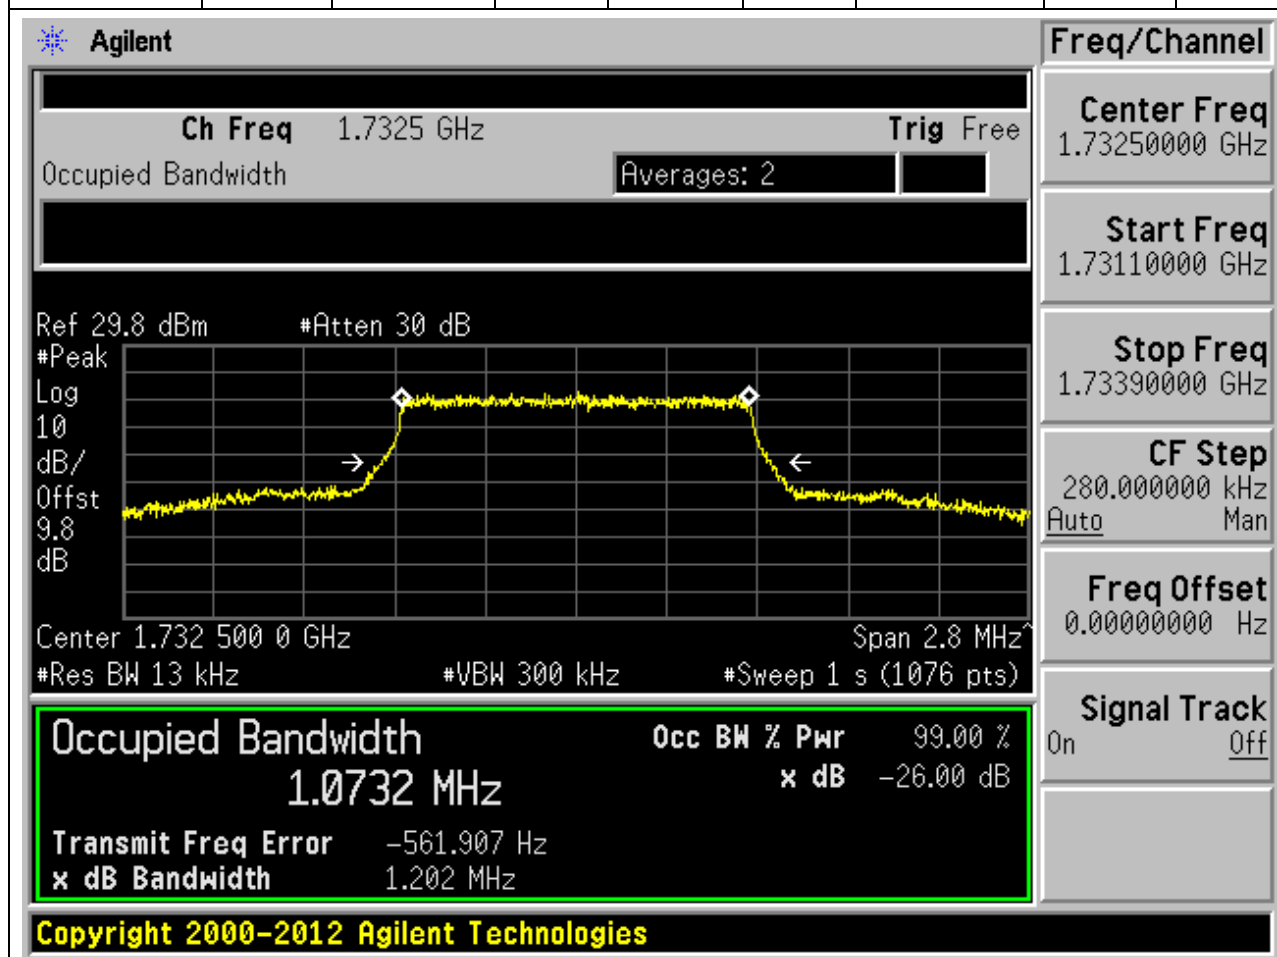 Agilent
Freq/Channel
Ch Freq 1.7325 GHz Trig Free
Occupied Bandwidth Averages: 2
Center Freq
1.73250000 GHz
Start Freq
1.73110000 GHz
Stop Freq
1.73390000 GHz
CF Step
280.000000 kHz
Auto Man
Freq Offset
0.00000000 Hz
Signal Track
On Off
Ref 29.8 dBm #Atten 30 dB
#Peak
Log
10
dB/
Offst
9.8
dB
Center 1.732 500 0 GHz Span 2.8 MHz^
#Res BW 13 kHz #VBW 300 kHz #Sweep 1 s (1076 pts)
Occupied Bandwidth Occ BW % Pwr 99.00 %
1.0732 MHz x dB -26.00 dB
Transmit Freq Error -561.907 Hz
x dB Bandwidth 1.202 MHz
Copyright 2000-2012 Agilent Technologies